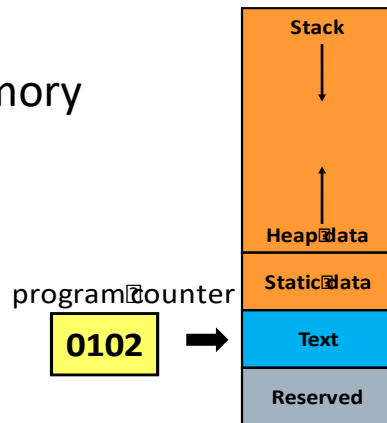 Stack
mory
Heap⍰data
Static⍰data
program⍰counter
0102
Text
Reserved